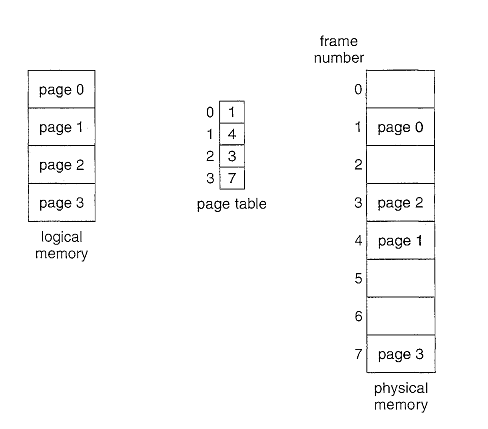 frame
number
page 0
page 1
page 2
page 3
logical
memory
0 1
1 4
2 3
3 7
page table
0
1 page 0
2
3 page 2
4 page 1
5
6
7 page 3
physical
memory